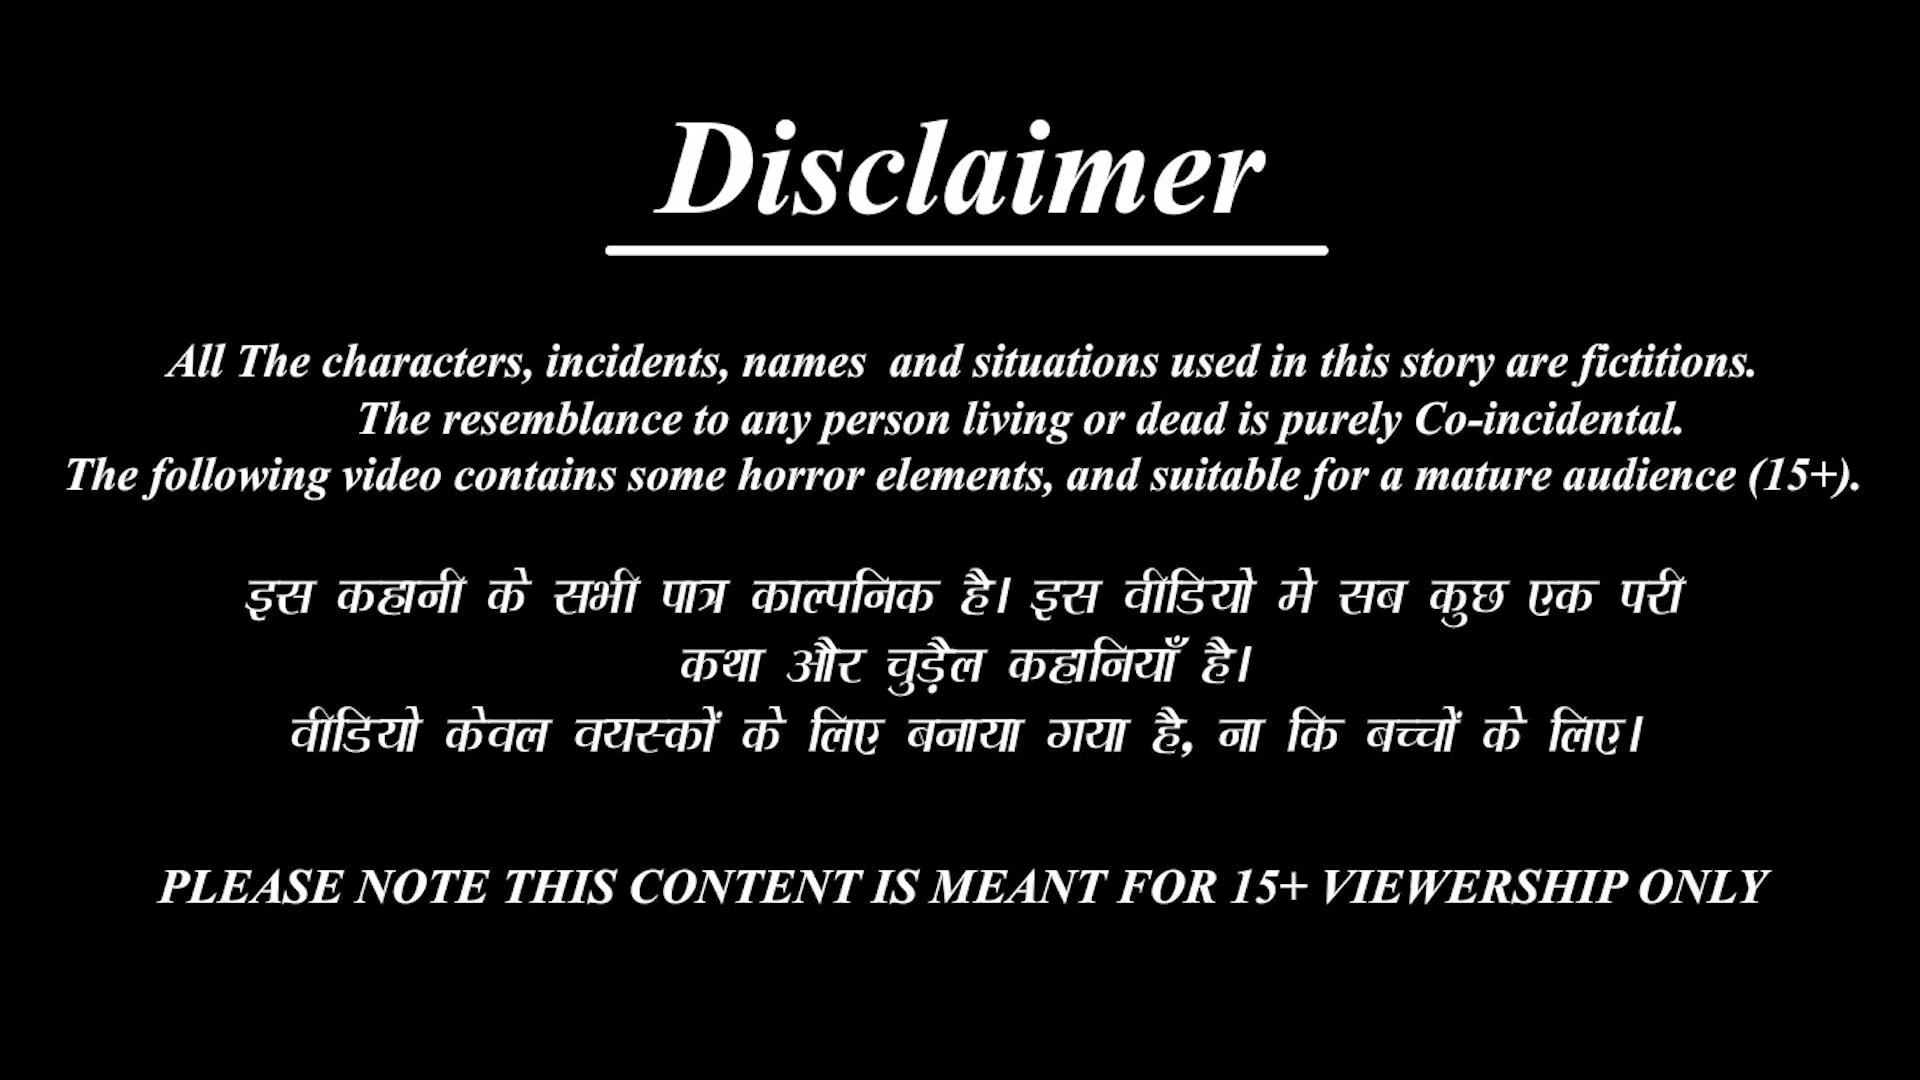 Disclaimer
All The characters, incidents, names and situations used in this story are fictitions.
The resemblance to any person living or dead is purely Co-incidental.
The following video contains some horror elements, and suitable for a mature audience (15+).
इस कहानी के सभी पात्र काल्पनिक है। इस वीडियो मे सब कुछ एक परी
कथा और चुड़ैल कहानियाँ है।
वीडियो केवल वयस्कों के लिए बनाया गया है, ना कि बच्चों के लिए।
PLEASE NOTE THIS CONTENT IS MEANT FOR 15+ VIEWERSHIP ONLY